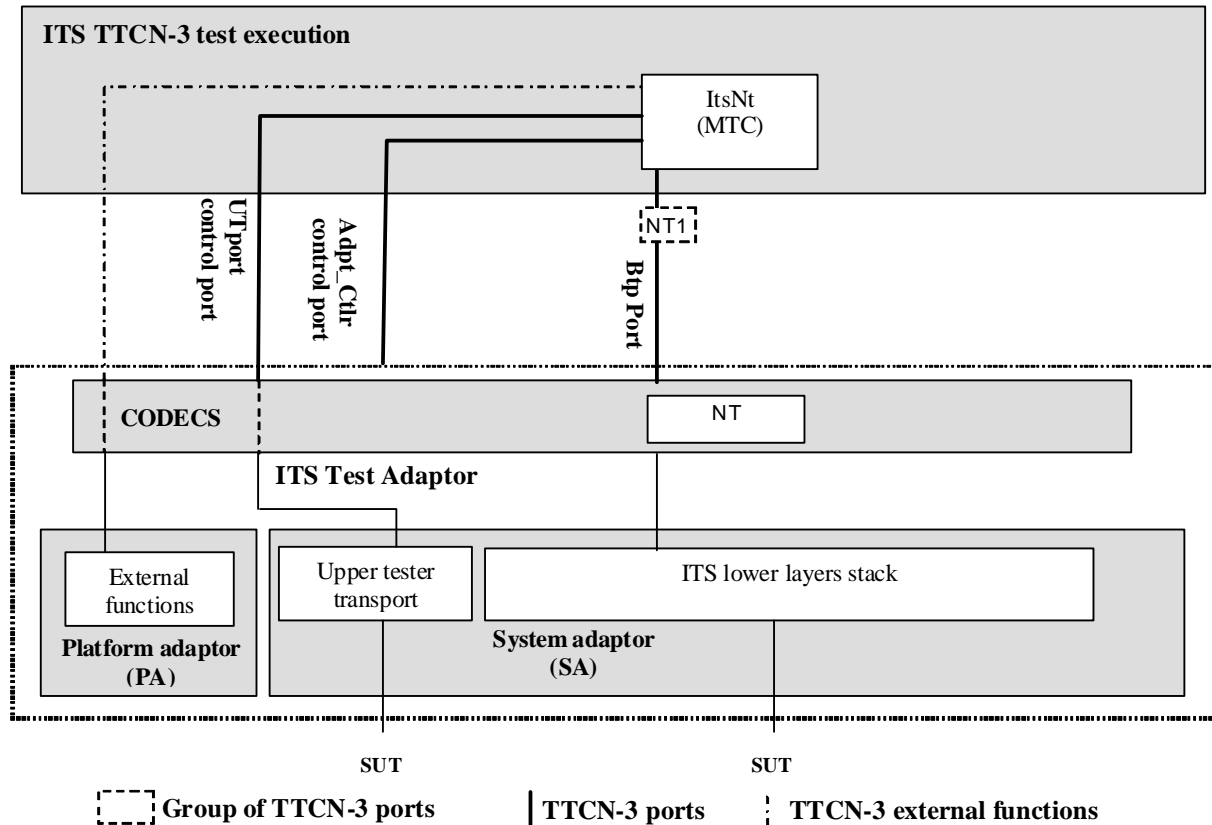 ITS TTCN-3 test execution
ItsNt
(MTC)
UTport
control port
Adpt_Ctlr
control port
NT1
Btp Port
CODECS
NT
ITS Test Adaptor
External
functions
Platform adaptor
(PA)
Upper tester
transport
ITS lower layers stack
System adaptor
(SA)
SUT
SUT
Group of TTCN-3 ports
TTCN-3 ports
TTCN-3 external functions